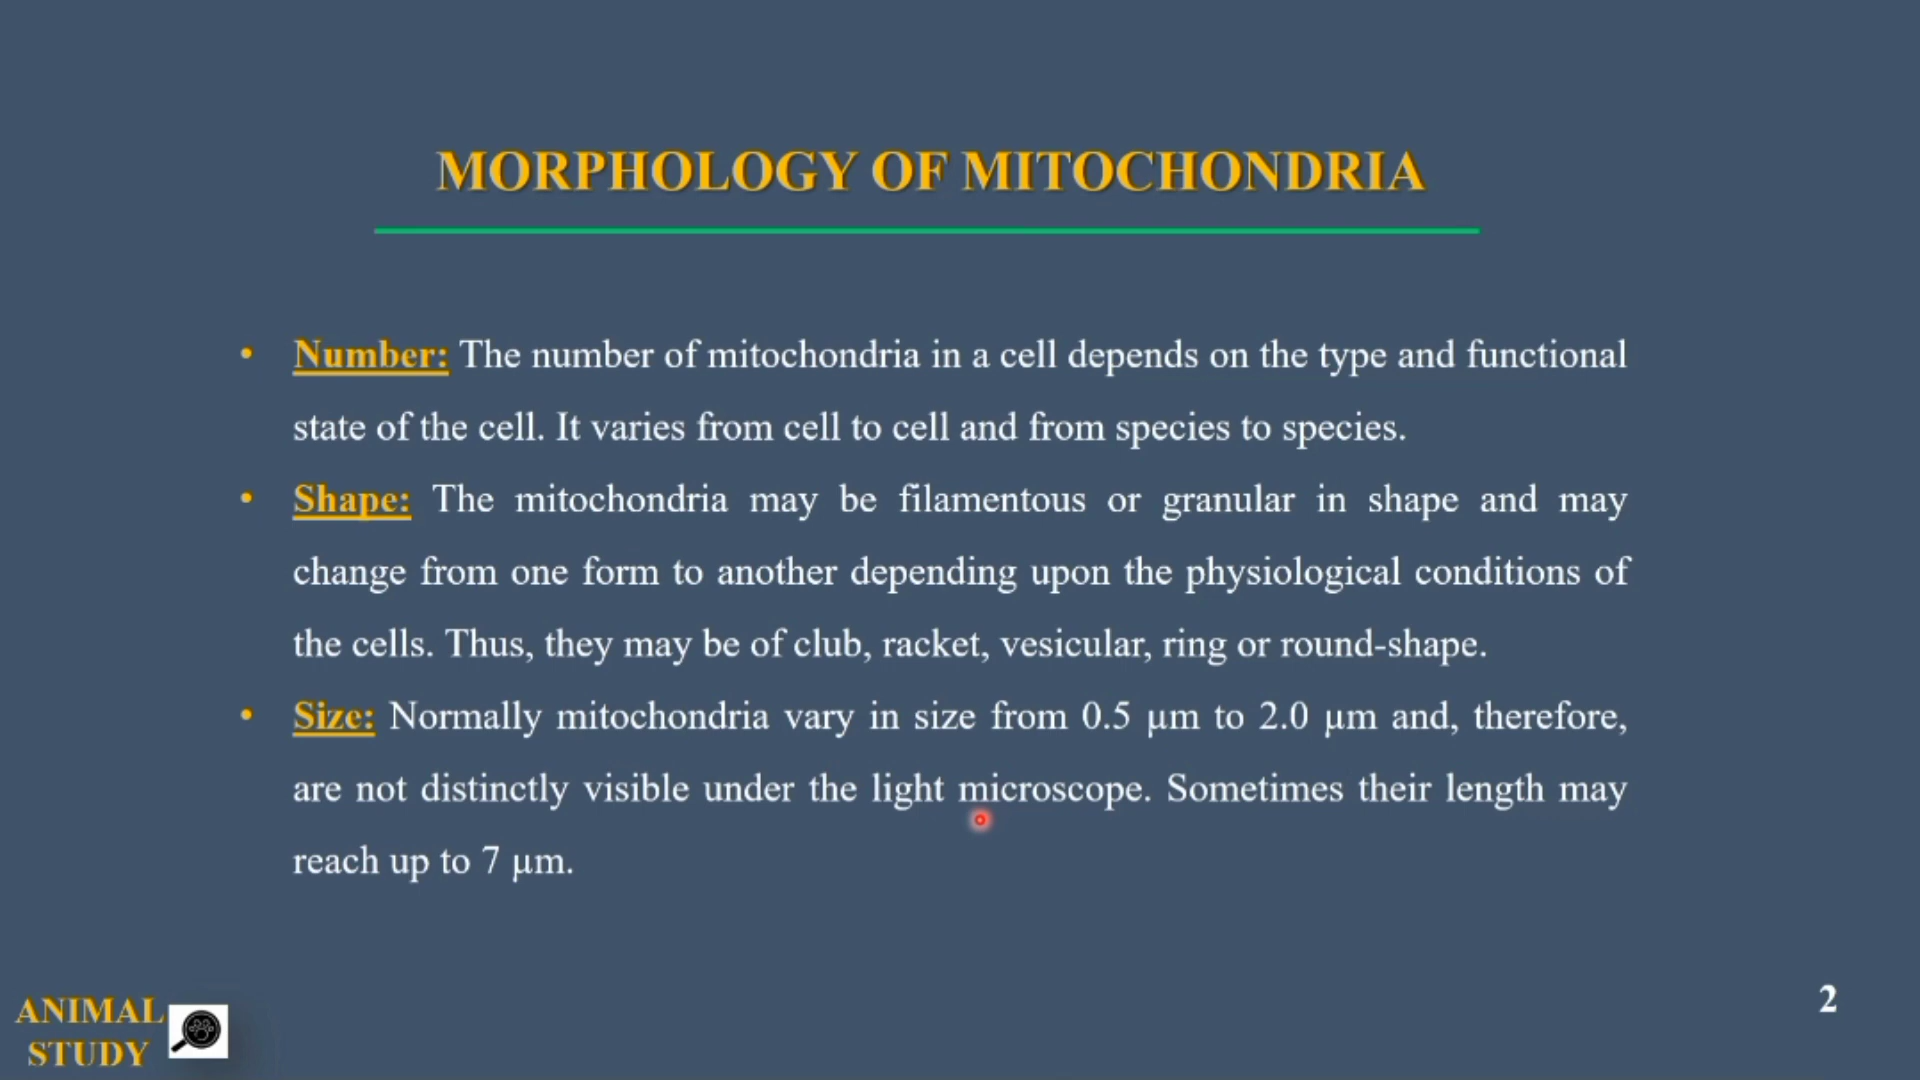 MORPHOLOGY OF MITOCHONDRIA
• Number: The number of mitochondria in a cell depends on the type and functional
state of the cell. It varies from cell to cell and from species to species.
• Shape: The mitochondria may be filamentous or granular in shape and may
change from one form to another depending upon the physiological conditions of
the cells. Thus, they may be of club, racket, vesicular, ring or round-shape.
• Size: Normally mitochondria vary in size from 0.5 μm to 2.0 μm and, therefore,
are not distinctly visible under the light microscope. Sometimes their length may
reach up to 7 μm.
ANIMAL
STUDY
2